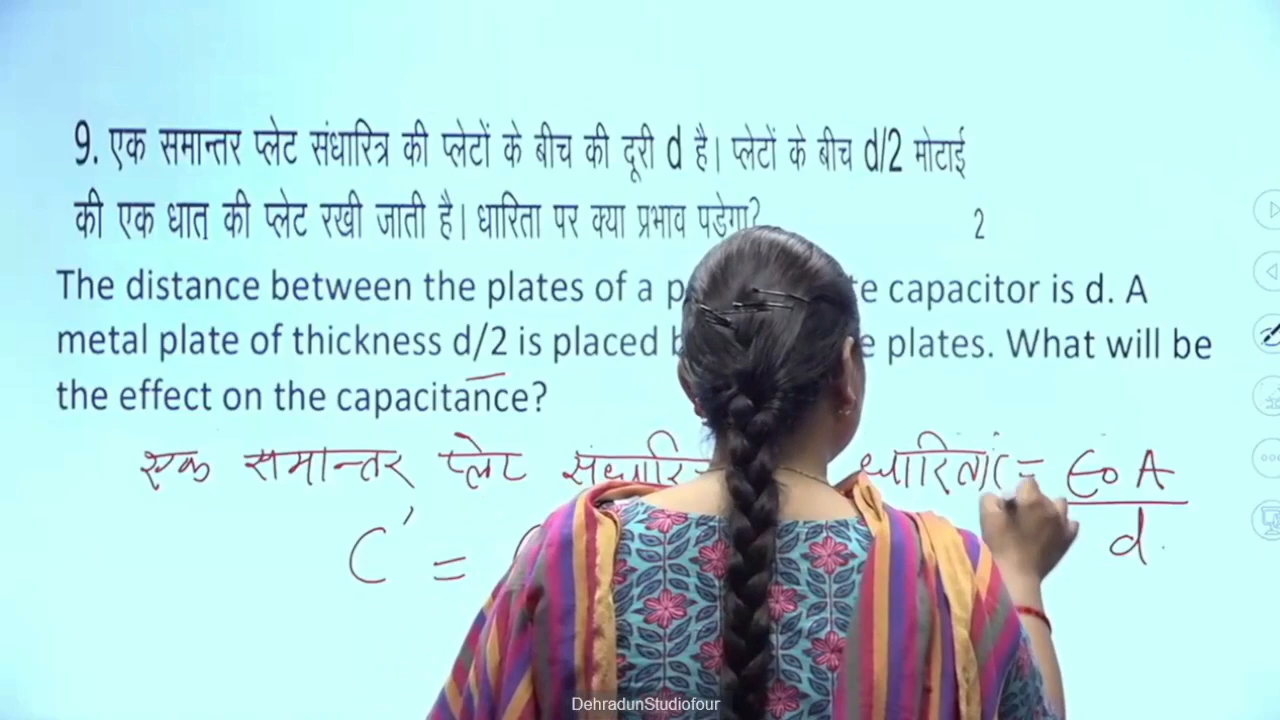 9. एक समान्तर प्लेट संधारित्र की प्लेटों के बीच की दूरी d है। प्लेटों के बीच d/2 मोटाई
की एक धातु की प्लेट रखी जाती है। धारिता पर क्या प्रभाव पड़ेगा? 2
The distance between the plates of a te capacitor is d. A
metal plate of thickness d/2 is placed e plates. What will be
the effect on the capacitance?
एक समान्तर प्लेट धारिता C = ε0 A
C' = d.
DehradunStudiofour